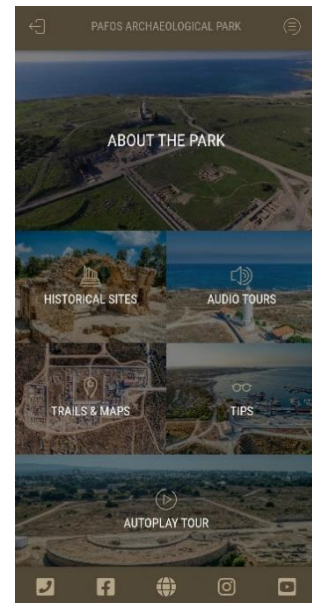 PAFOS ARCHAEOLOGICAL PARK
ABOUT THE PARK
HISTORICAL SITES
AUDIO TOURS
TRAILS & MAPS
TIPS
AUTOPLAY TOUR